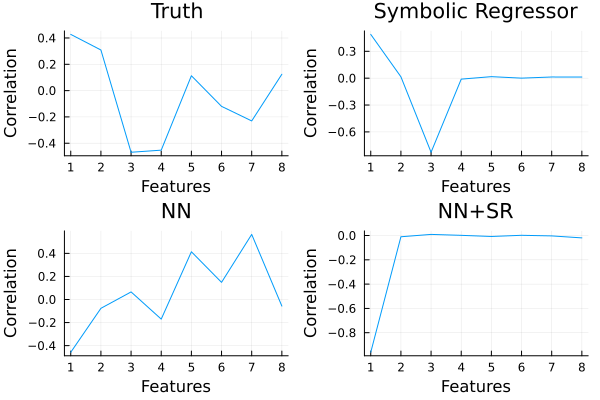 Truth
Correlation
0.4
0.2
0.0
−0.2
−0.4
1 2 3 4 5 6 7 8
Features
Symbolic Regressor
Correlation
0.3
0.0
−0.3
−0.6
1 2 3 4 5 6 7 8
Features
NN
Correlation
0.4
0.2
0.0
−0.2
−0.4
1 2 3 4 5 6 7 8
Features
NN+SR
Correlation
0.0
−0.2
−0.4
−0.6
−0.8
1 2 3 4 5 6 7 8
Features